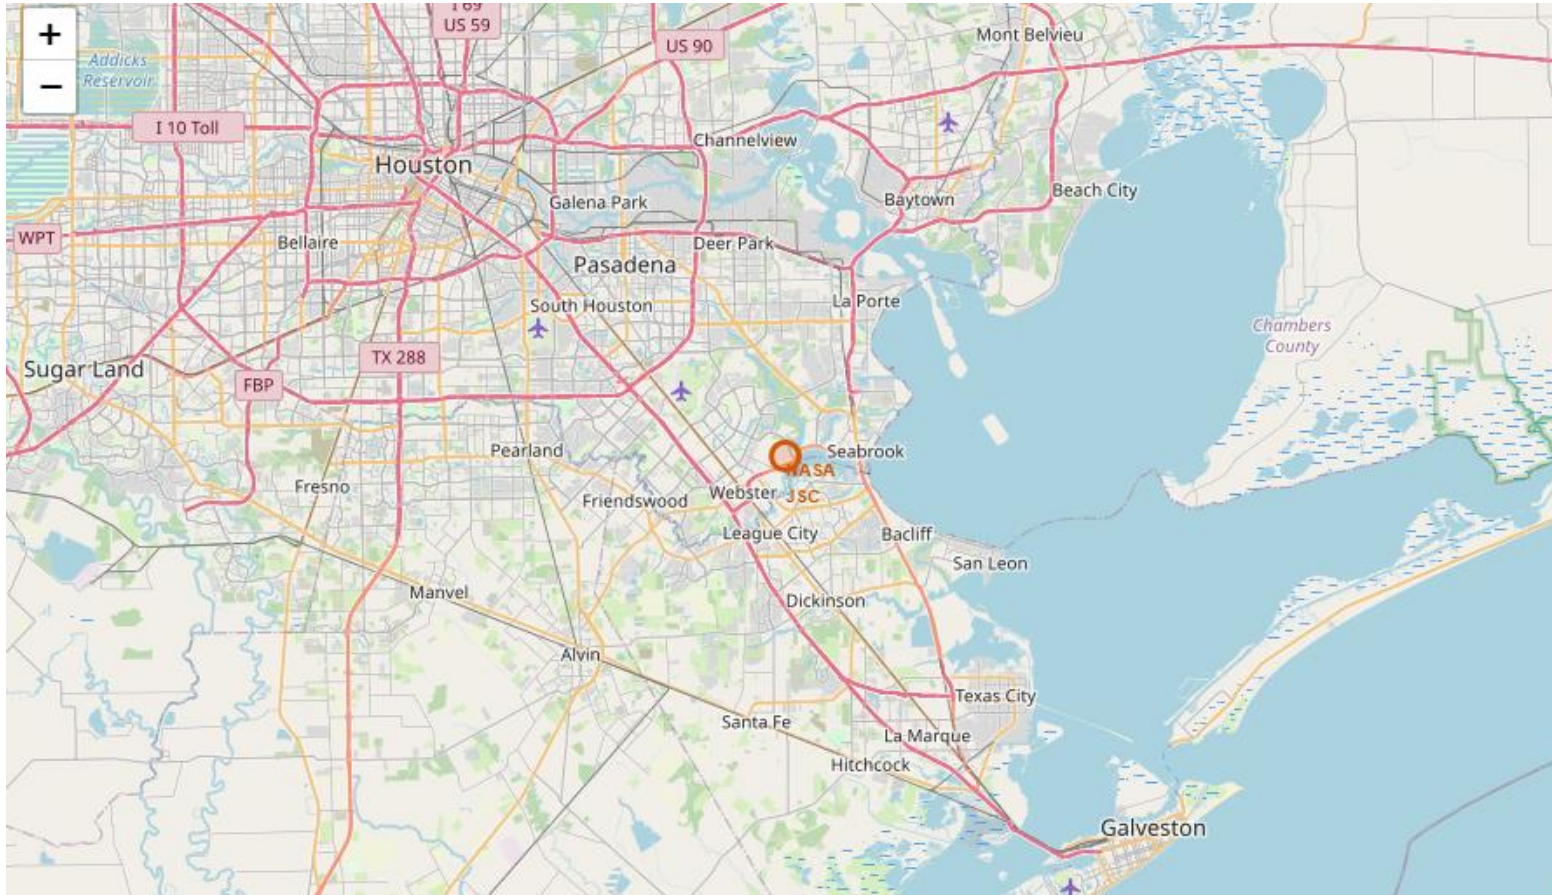 +
−
I 69
US 59
US 90
Mont Belvieu
Addicks
Reservoir
I 10 Toll
Channelview
Houston
Galena Park
Baytown
Beach City
WPT
Bellaire
Deer Park
Pasadena
South Houston
La Porte
Chambers
County
TX 288
Sugar Land
FBP
Pearland
Seabrook
NASA
JSC
Fresno
Friendswood
Webster
League City
Bacliff
San Leon
Manvel
Dickinson
Alvin
Texas City
Santa Fe
La Marque
Hitchcock
Galveston